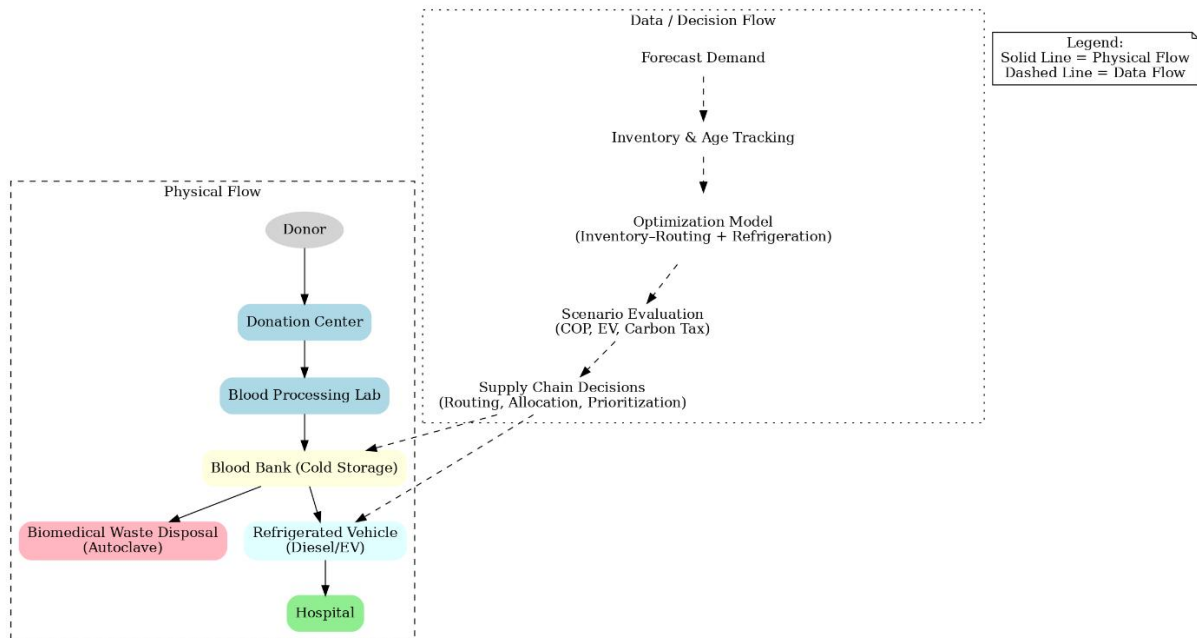 Data / Decision Flow
Forecast Demand
Inventory & Age Tracking
Optimization Model
(Inventory–Routing + Refrigeration)
Scenario Evaluation
(COP, EV, Carbon Tax)
Supply Chain Decisions
(Routing, Allocation, Prioritization)
Legend:
Solid Line = Physical Flow
Dashed Line = Data Flow
Physical Flow
Donor
Donation Center
Blood Processing Lab
Blood Bank (Cold Storage)
Biomedical Waste Disposal
(Autoclave)
Refrigerated Vehicle
(Diesel/EV)
Hospital